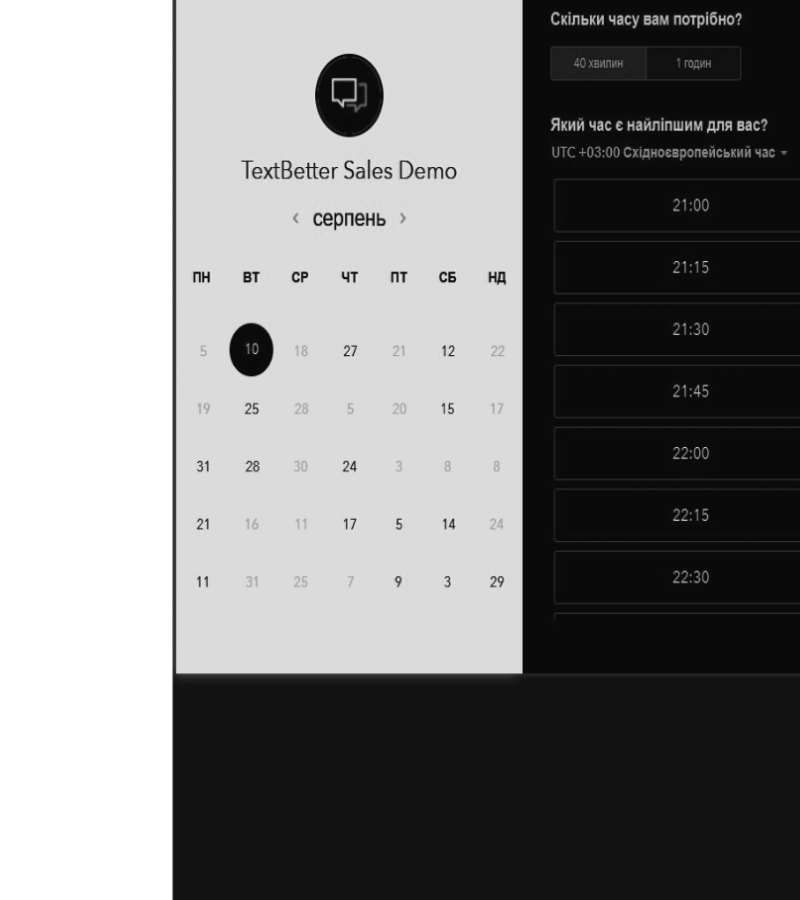 TextBetter Sales Demo
серпень
ПН ВТ СР ЧТ ПТ СБ НД
5 10 18 27 21 12 22
19 25 28 5 20 15 17
31 28 30 24 3 8 8
21 16 11 17 5 14 24
11 31 25 7 9 3 29
Скільки часу вам потрібно?
40 хвилин 1 годин
Який час є найліпшим для вас?
UTC +03:00 Східноєвропейський час
21:00
21:15
21:30
21:45
22:00
22:15
22:30